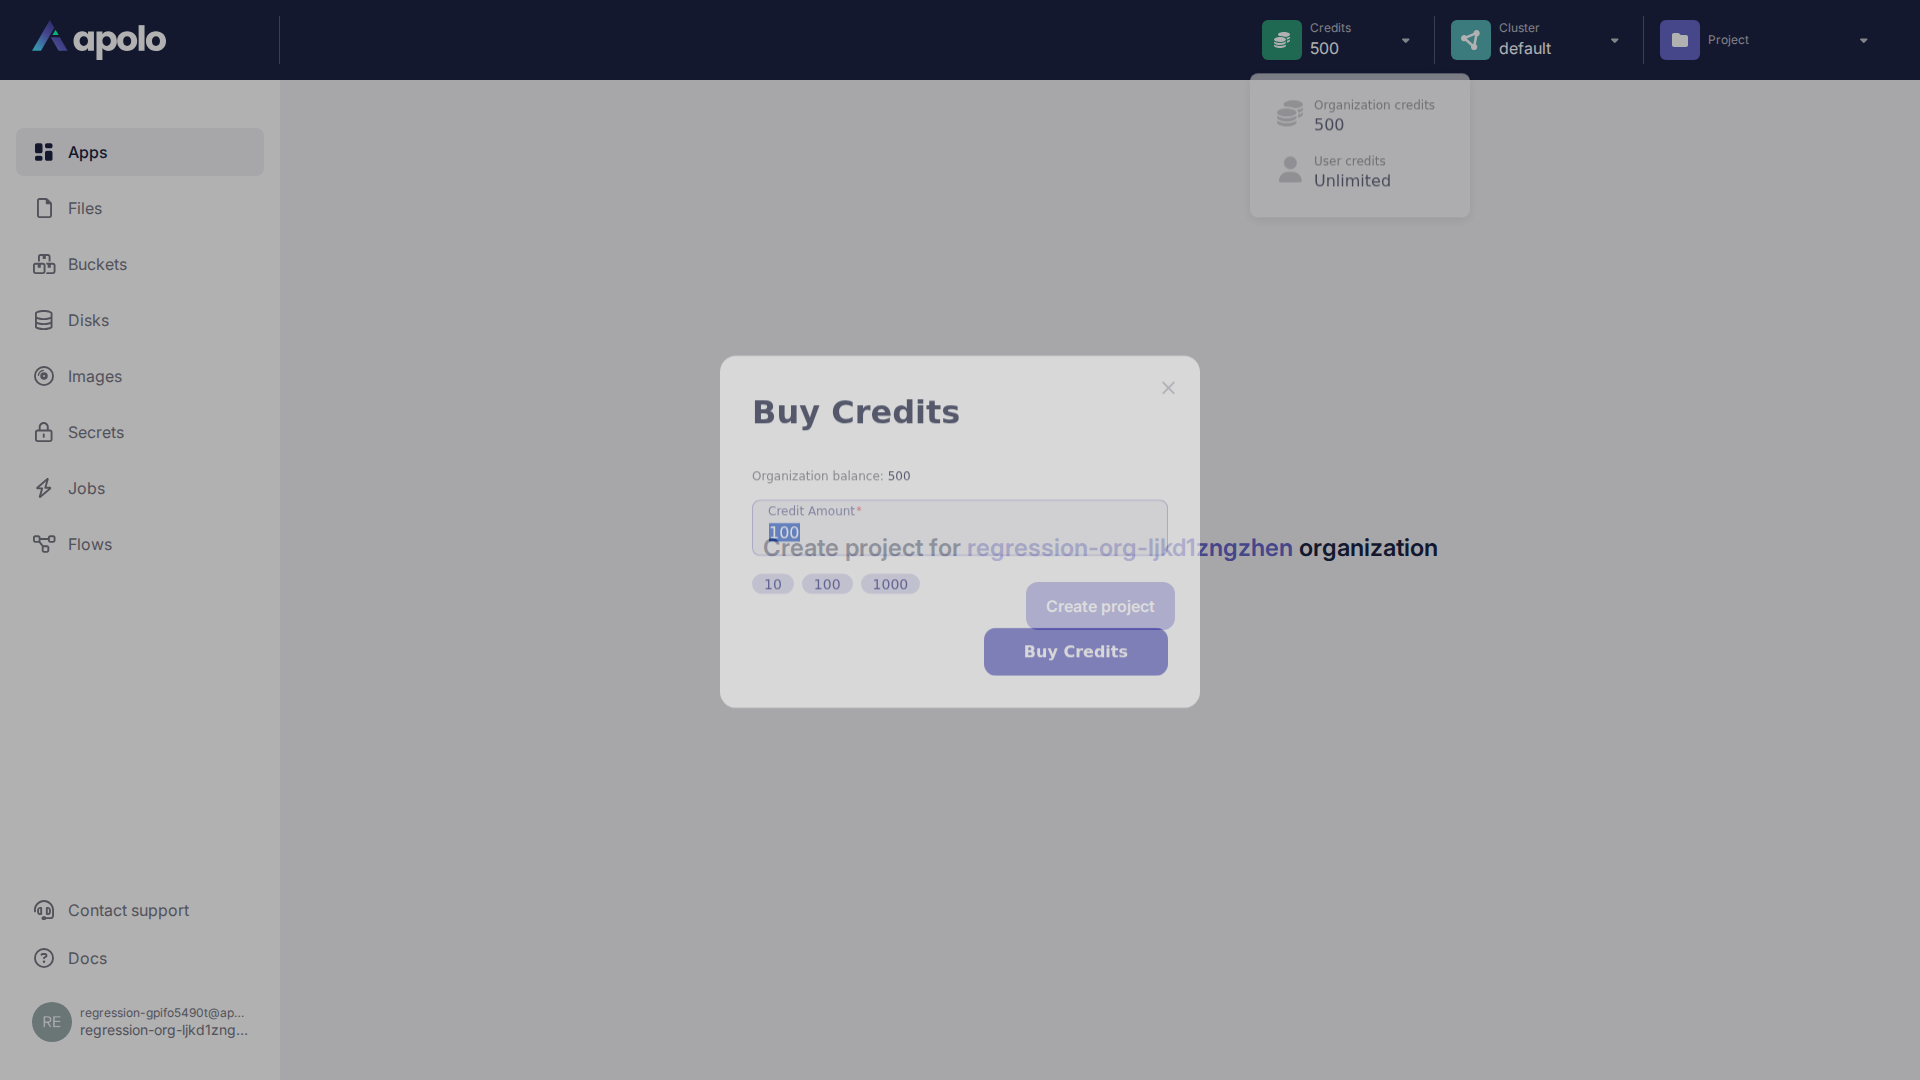 apolo
Credits
500
Cluster
default
Project
Organization credits
500
User credits
Unlimited
Apps
Files
Buckets
Disks
Images
Secrets
Jobs
Flows
Buy Credits
Organization balance: 500
Credit Amount*
100
Create project for regression-org-ljkd1zngzhen organization
10 100 1000
Create project
Buy Credits
Contact support
Docs
RE
regression-gpifo5490t@ap...
regression-org-ljkd1zng...